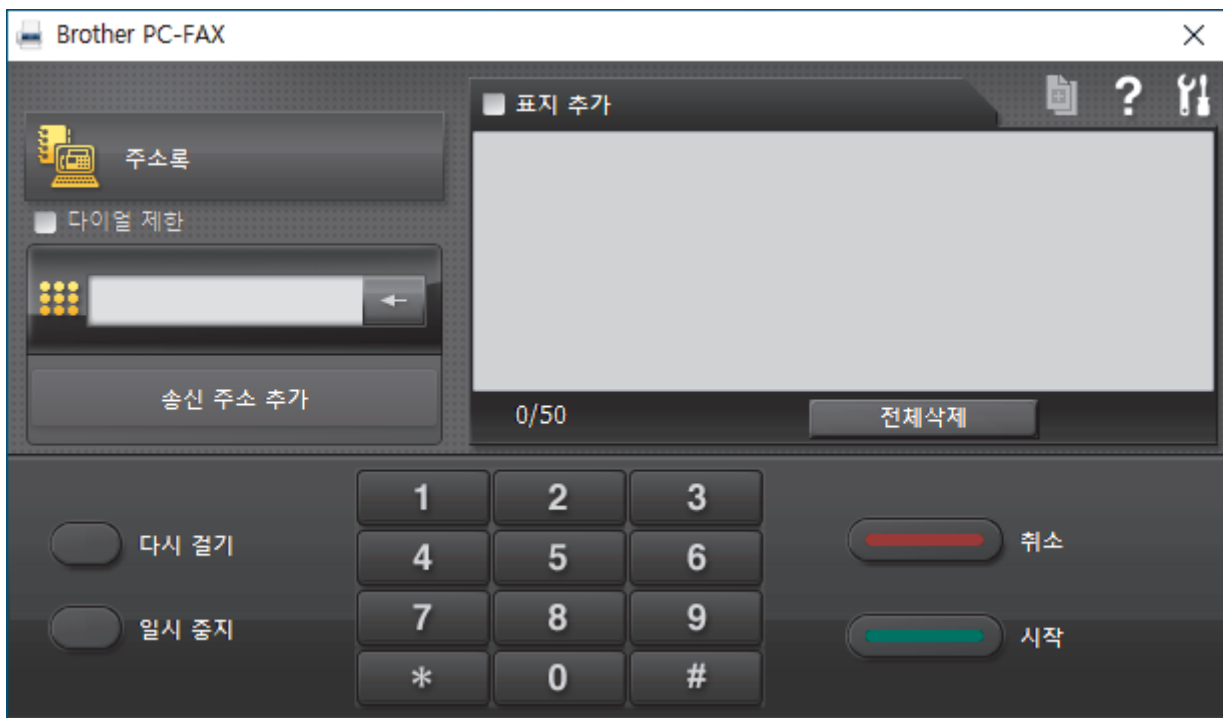 Brother PC-FAX
표지 추가
?
주소록
다이얼 제한
송신 주소 추가
0/50
전체삭제
1 2 3
다시 걸기
4 5 6
취소
7 8 9
일시 중지
시작
* 0 #